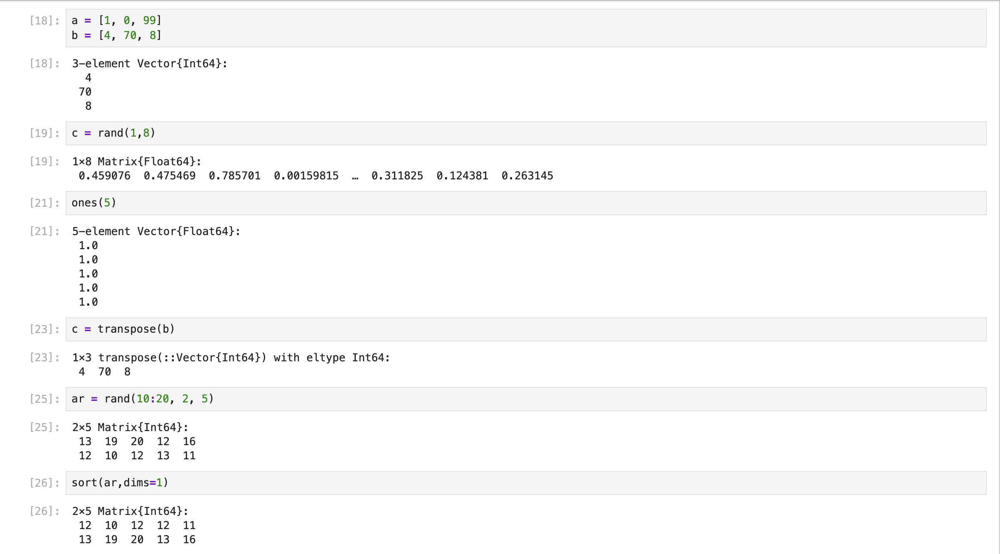 [18]: a = [1, 0, 99]
b = [4, 70, 8]
[18]: 3-element Vector{Int64}:
4
70
8
[19]: c = rand(1,8)
[19]: 1×8 Matrix{Float64}:
0.459076  0.475469  0.785701  0.00159815  …  0.311825  0.124381  0.263145
[21]: ones(5)
[21]: 5-element Vector{Float64}:
1.0
1.0
1.0
1.0
1.0
[23]: c = transpose(b)
[23]: 1×3 transpose(::Vector{Int64}) with eltype Int64:
4  70  8
[25]: ar = rand(10:20, 2, 5)
[25]: 2×5 Matrix{Int64}:
13  19  20  12  16
12  10  12  13  11
[26]: sort(ar,dims=1)
[26]: 2×5 Matrix{Int64}:
12  10  12  12  11
13  19  20  13  16